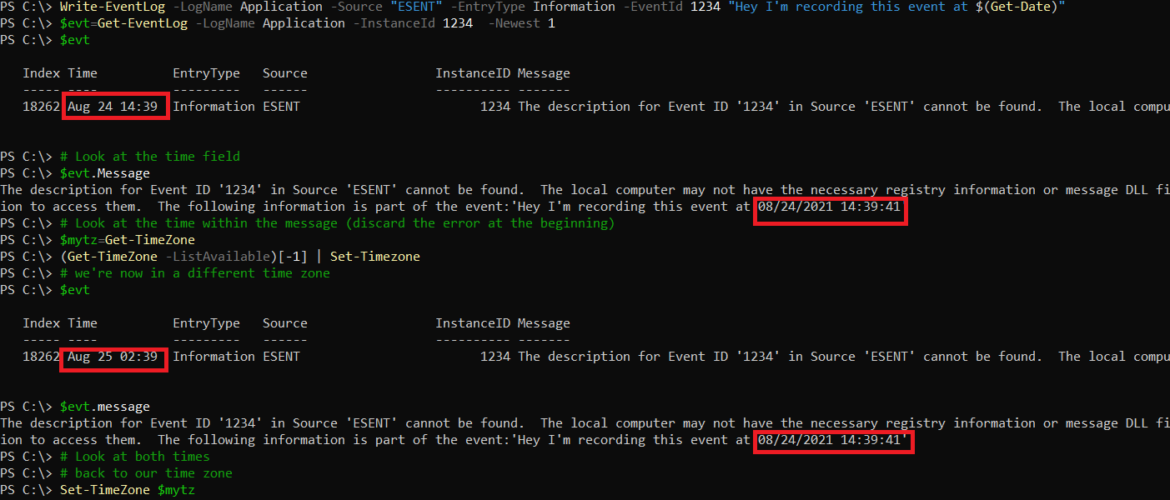 PS C:\> Write-EventLog -LogName Application -Source "ESENT" -EntryType Information -EventId 1234 "Hey I'm recording this event at $(Get-Date)"
PS C:\> $evt=Get-EventLog -LogName Application -InstanceId 1234  -Newest 1
PS C:\> $evt
   Index Time          EntryType   Source                 InstanceID Message
   ----- ----          ---------   ------                 ---------- -------
   18262 Aug 24 14:39  Information ESENT                        1234 The description for Event ID '1234' in Source 'ESENT' cannot be found.  The local compu
PS C:\> # Look at the time field
PS C:\> $evt.Message
The description for Event ID '1234' in Source 'ESENT' cannot be found.  The local computer may not have the necessary registry information or message DLL fi
ion to access them.  The following information is part of the event:'Hey I'm recording this event at 08/24/2021 14:39:41
PS C:\> # Look at the time within the message (discard the error at the beginning)
PS C:\> $mytz=Get-TimeZone
PS C:\> (Get-TimeZone -ListAvailable)[-1] | Set-Timezone
PS C:\> # we're now in a different time zone
PS C:\> $evt
   Index Time          EntryType   Source                 InstanceID Message
   ----- ----          ---------   ------                 ---------- -------
   18262 Aug 25 02:39  Information ESENT                        1234 The description for Event ID '1234' in Source 'ESENT' cannot be found.  The local compu
PS C:\> $evt.message
The description for Event ID '1234' in Source 'ESENT' cannot be found.  The local computer may not have the necessary registry information or message DLL fi
ion to access them.  The following information is part of the event:'Hey I'm recording this event at 08/24/2021 14:39:41'
PS C:\> # Look at both times
PS C:\> # back to our time zone
PS C:\> Set-TimeZone $mytz